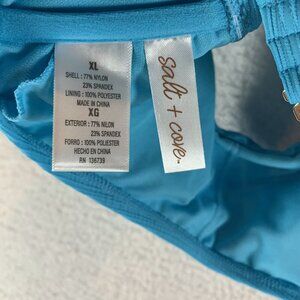 XL
SHELL : 77% NYLON
23% SPANDEX
LINING : 100% POLYESTER
MADE IN CHINA
XG
EXTERIOR : 77% NILON
23% SPANDEX
FORRO : 100% POLYESTER
HECHO EN CHINA
RN 136739
salt + cove.